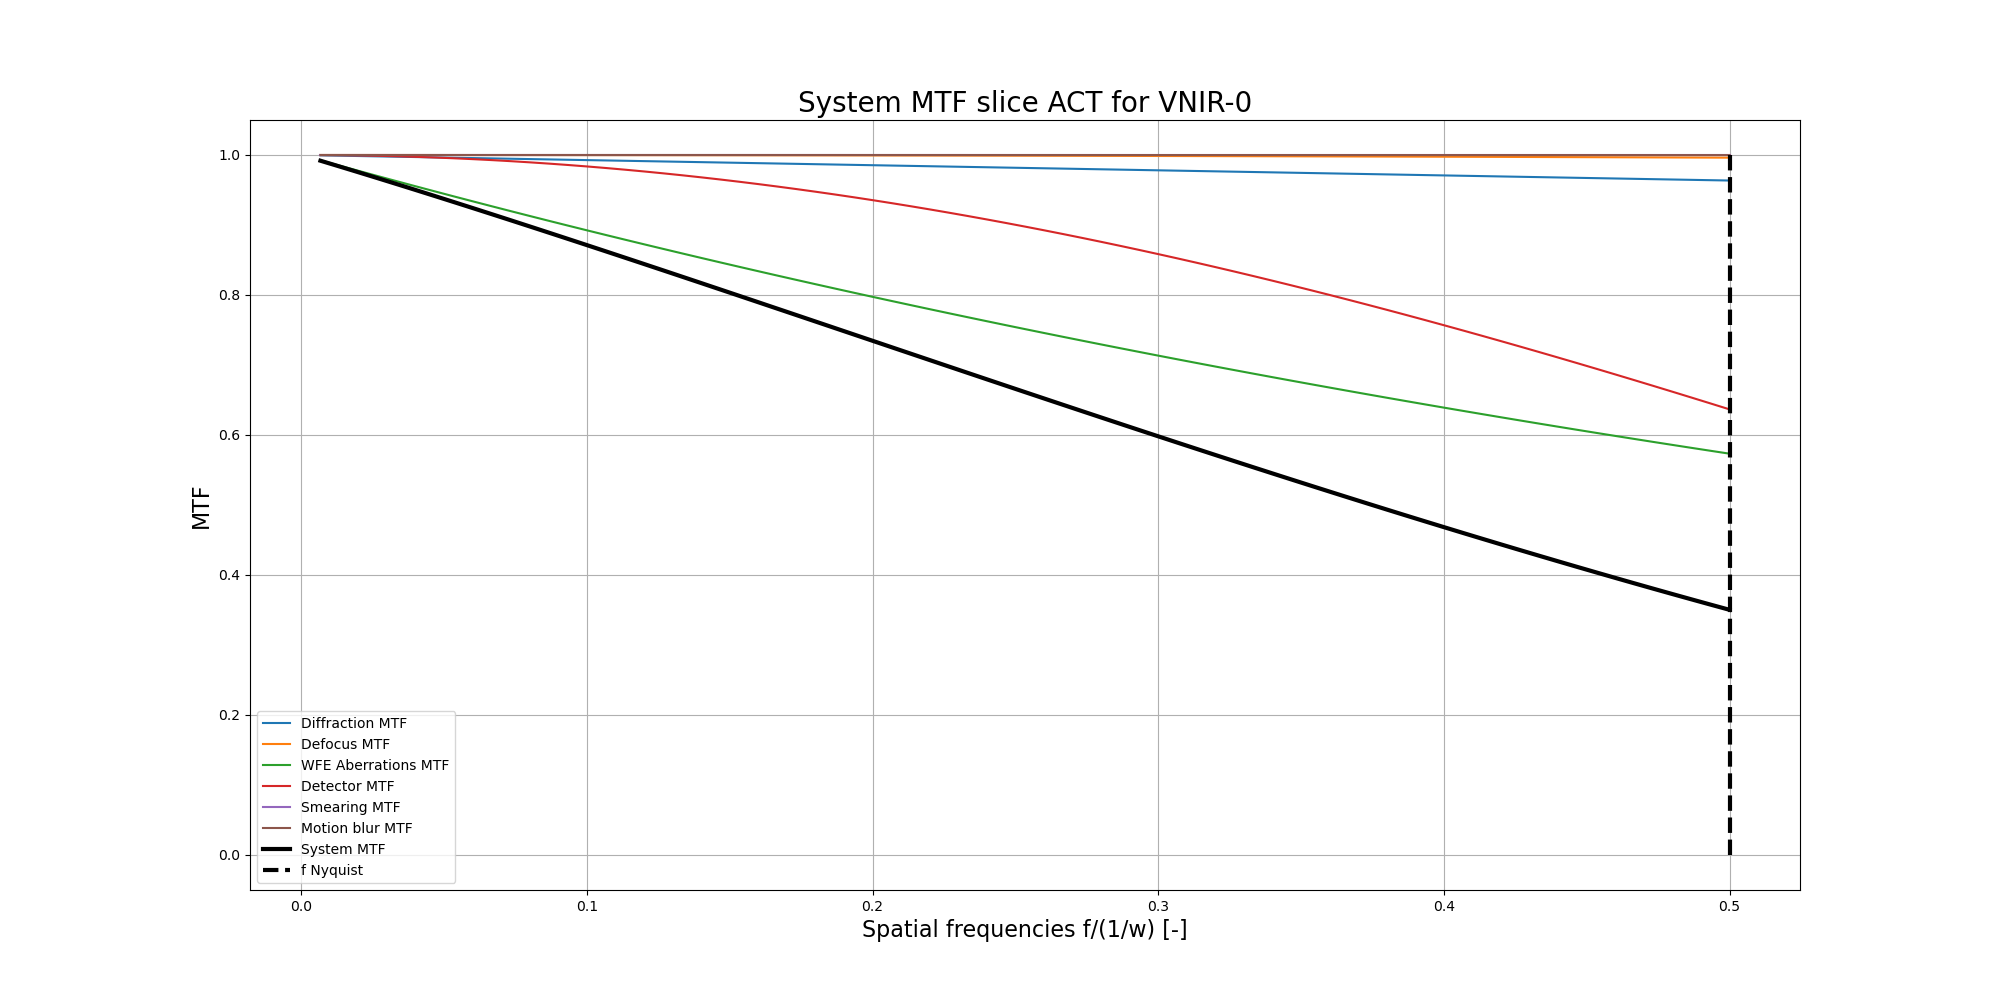 System MTF slice ACT for VNIR-0
1.0
0.8
0.6
0.4
0.2
0.0
MTF
Diffraction MTF
Defocus MTF
WFE Aberrations MTF
Detector MTF
Smearing MTF
Motion blur MTF
System MTF
f Nyquist
0.0 0.1 0.2 0.3 0.4 0.5
Spatial frequencies f/(1/w) [-]